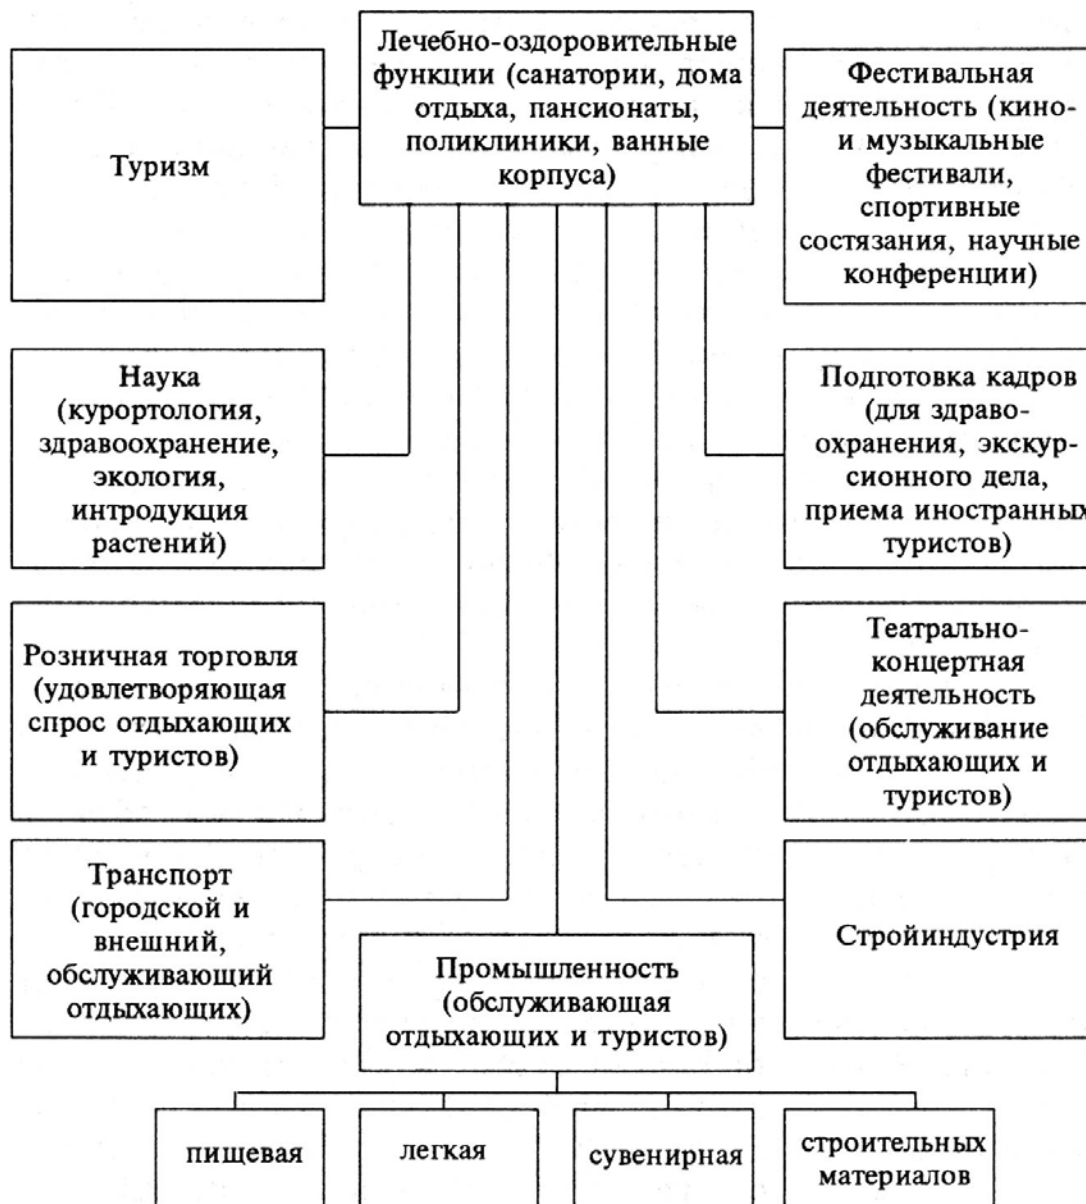 Лечебно-оздоровительные
функции (санатории, дома
отдыха, пансионаты,
поликлиники, ванные
корпуса)
Туризм
Фестивальная
деятельность (кино-
и музыкальные
фестивали,
спортивные
состязания, научные
конференции)
Наука
(курортология,
здравоохранение,
экология,
интродукция
растений)
Подготовка кадров
(для здраво-
охранения, экскур-
сионного дела,
приема иностранных
туристов)
Розничная торговля
(удовлетворяющая
спрос отдыхающих
и туристов)
Театрально-
концертная
деятельность
(обслуживание
отдыхающих и
туристов)
Транспорт
(городской и
внешний,
обслуживающий
отдыхающих)
Стройиндустрия
Промышленность
(обслуживающая
отдыхающих и туристов)
пищевая
легкая
сувенирная
строительных
материалов